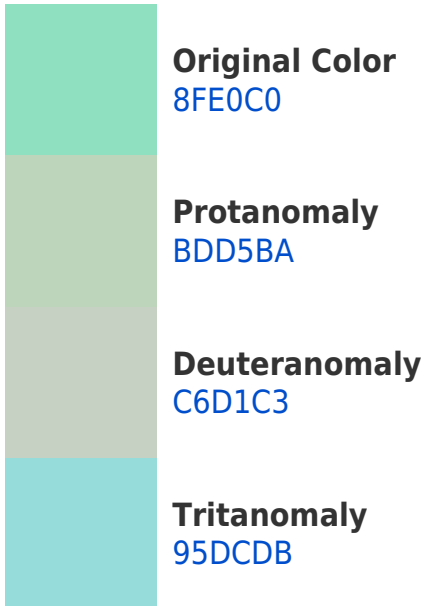 Original Color
8FE0C0
Protanomaly
BDD5BA
Deuteranomaly
C6D1C3
Tritanomaly
95DCDB